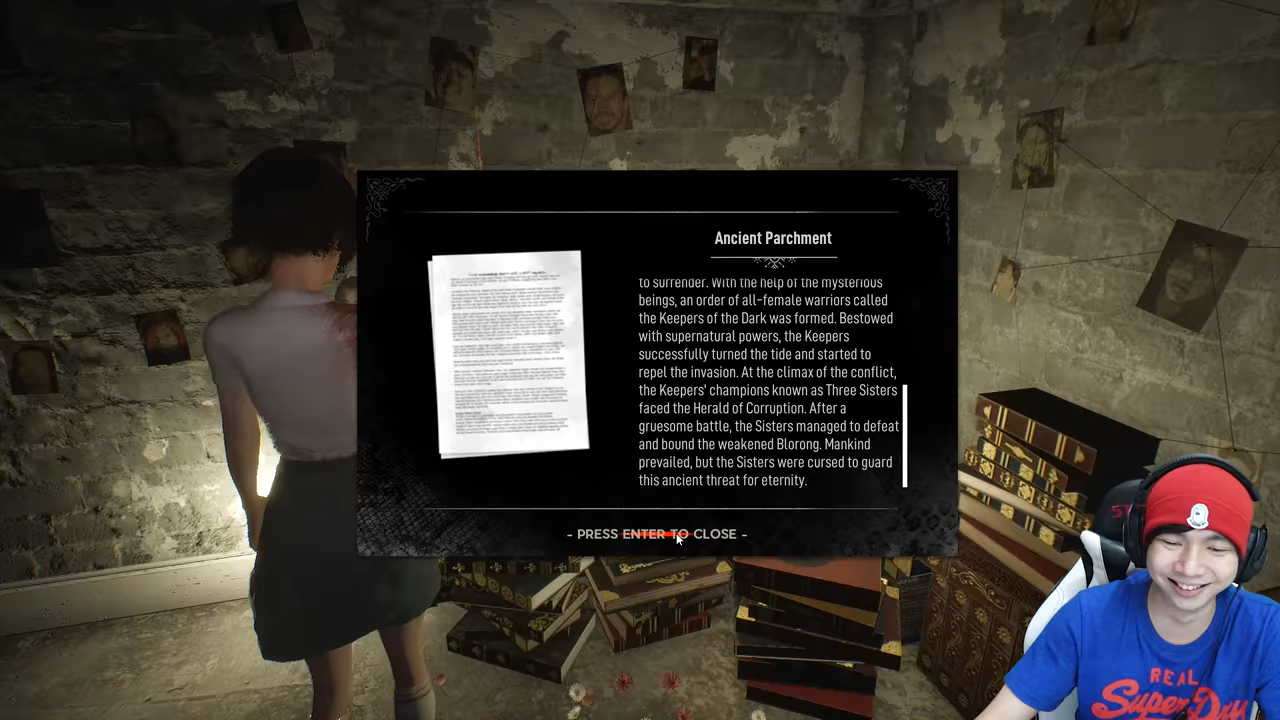 Ancient Parchment
to surrender. With the help of the mysterious
beings, an order of all-female warriors called
the Keepers of the Dark was formed. Bestowed
with supernatural powers, the Keepers
successfully turned the tide and started to
repel the invasion. At the climax of the conflict,
the Keepers' champions known as Three Sisters
faced the Herald of Perdition. After a
gruesome battle, the Sisters managed to defeat
and bound the weakened Blorong. Mankind
prevailed, but the Sisters were cursed to guard
this ancient threat for eternity.
- PRESS ENTER TO CLOSE -
ST
REAL